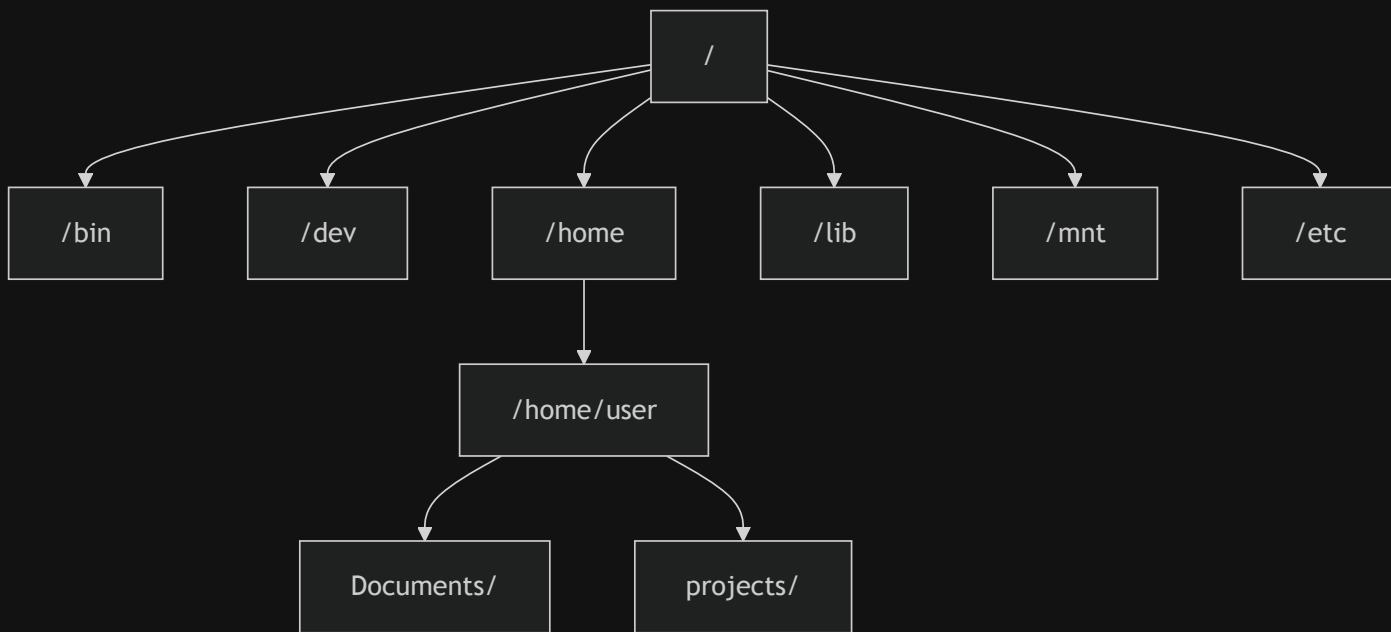 /
/bin
/dev
/home
/lib
/mnt
/etc
/home/user
Documents/
projects/